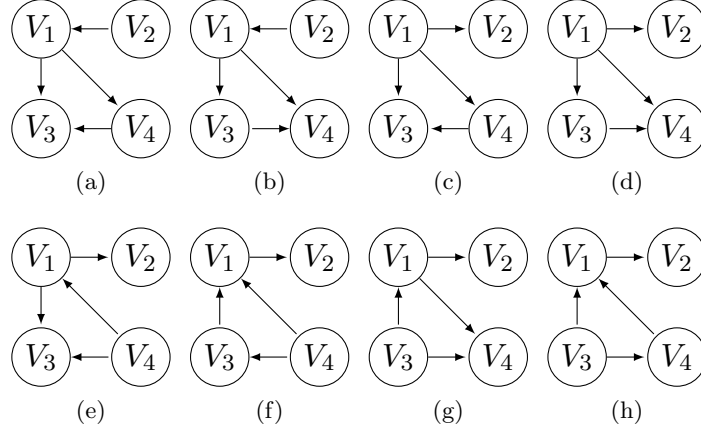 V₁ V₂ V₁ V₂ V₁ V₂ V₁ V₂
V₃ V₄ V₃ V₄ V₃ V₄ V₃ V₄
(a) (b) (c) (d)
V₁ V₂ V₁ V₂ V₁ V₂ V₁ V₂
V₃ V₄ V₃ V₄ V₃ V₄ V₃ V₄
(e) (f) (g) (h)